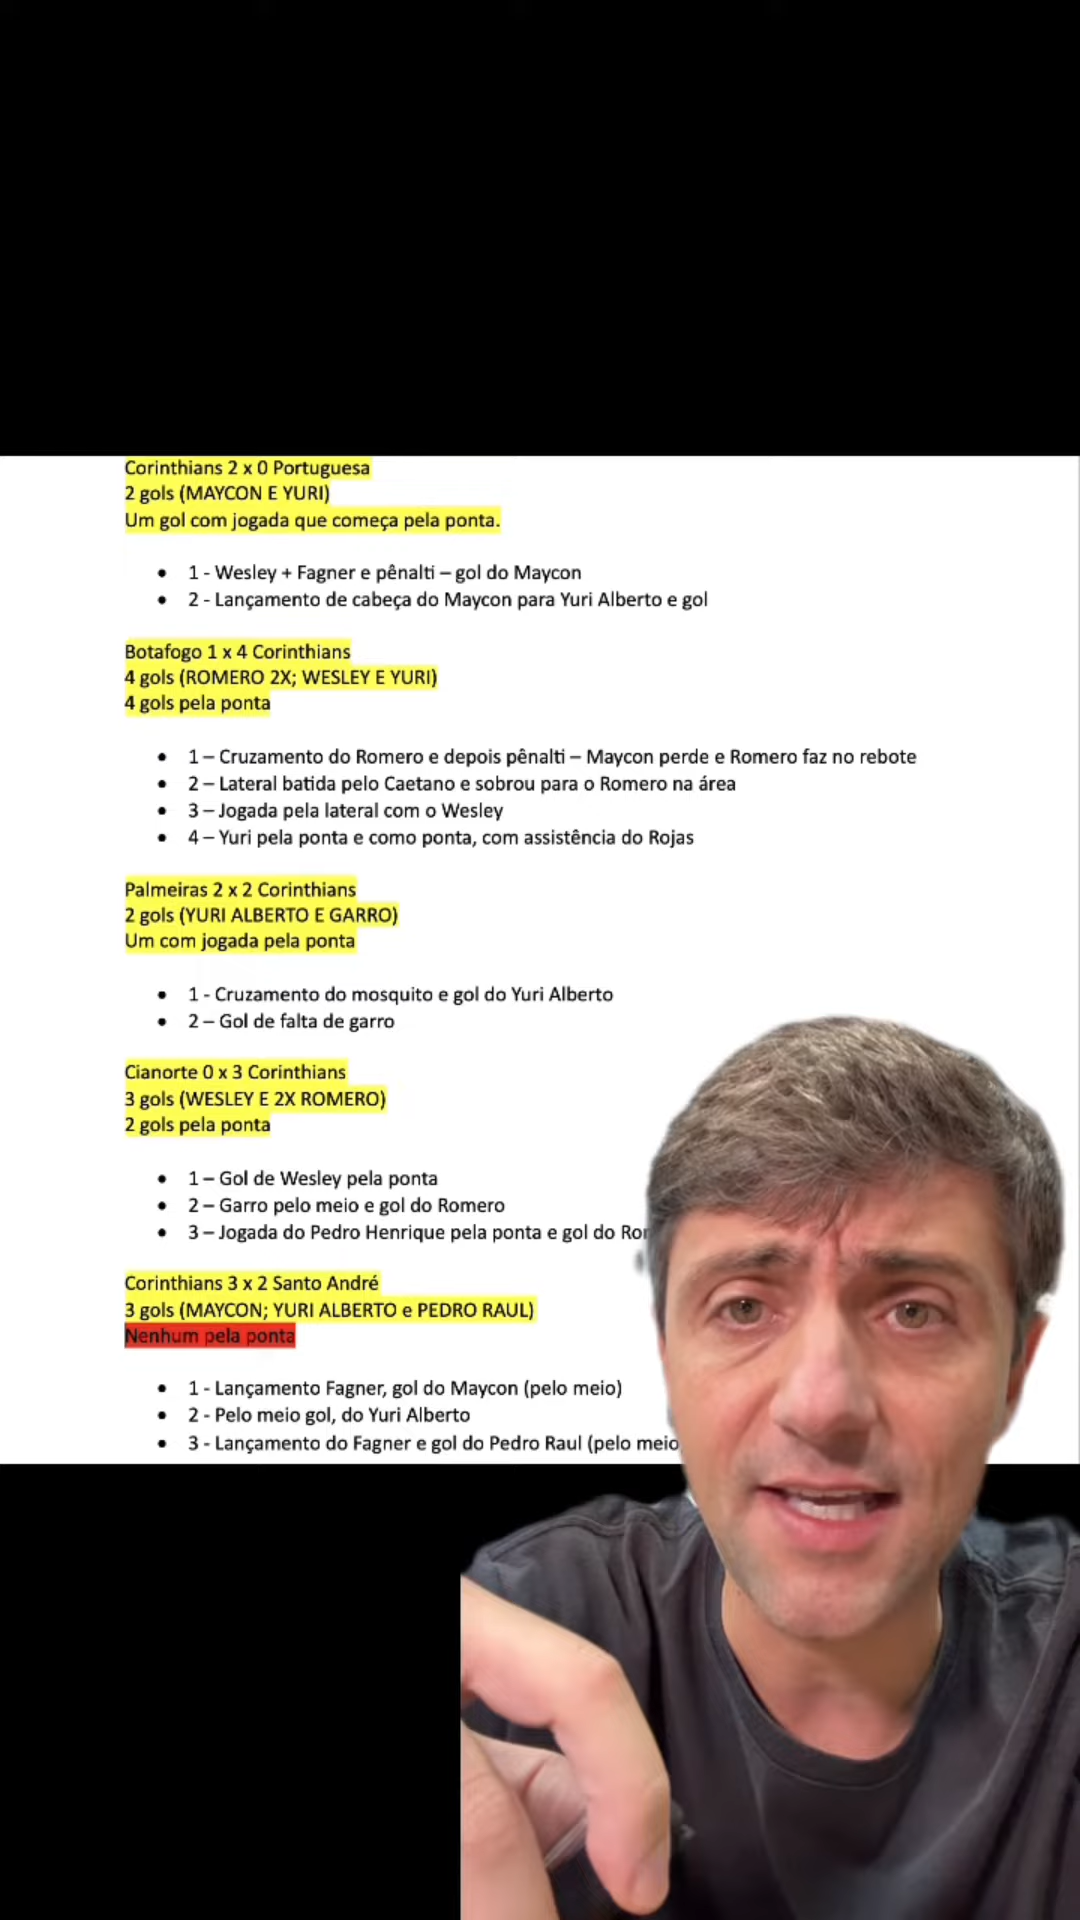 Corinthians 2 x 0 Portuguesa
2 gols (MAYCON E YURI)
Um gol com jogada que começa pela ponta.
• 1 - Wesley + Fagner e pênalti – gol do Maycon
• 2 - Lançamento de cabeça do Maycon para Yuri Alberto e gol
Botafogo 1 x 4 Corinthians
4 gols (ROMERO 2X; WESLEY E YURI)
4 gols pela ponta
• 1 – Cruzamento do Romero e depois pênalti – Maycon perde e Romero faz no rebote
• 2 – Lateral batida pelo Caetano e sobrou para o Romero na área
• 3 – Jogada pela lateral com o Wesley
• 4 – Yuri pela ponta e como ponta, com assistência do Rojas
Palmeiras 2 x 2 Corinthians
2 gols (YURI ALBERTO E GARRO)
Um com jogada pela ponta
• 1 - Cruzamento do mosquito e gol do Yuri Alberto
• 2 – Gol de falta de garro
Cianorte 0 x 3 Corinthians
3 gols (WESLEY E 2X ROMERO)
2 gols pela ponta
• 1 – Gol de Wesley pela ponta
• 2 – Garro pelo meio e gol do Romero
• 3 – Jogada do Pedro Henrique pela ponta e gol do
Corinthians 3 x 2 Santo André
3 gols (MAYCON; YURI ALBERTO e PEDRO RAUL)
Nenhum pela ponta
• 1 - Lançamento Fagner, gol do Maycon (pelo meio)
• 2 - Pelo meio gol, do Yuri Alberto
• 3 - Lançamento do Fagner e gol do Pedro Raul (pelo meio